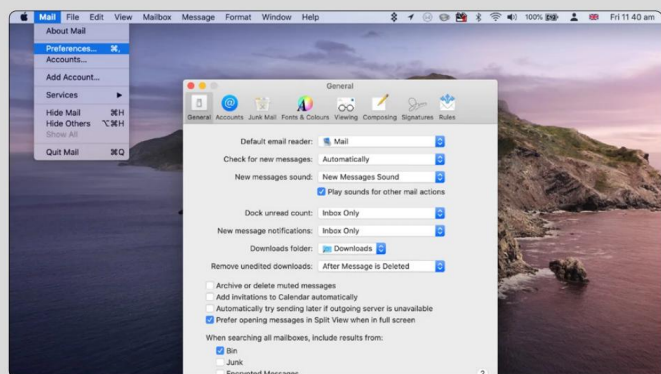 Mail File Edit View Mailbox Message Format Window Help 100% Fri 11 40 am
About Mail
Preferences... ⌘,
Accounts...
Add Account...
Services ▶
Hide Mail ⌘H
Hide Others ⌥⌘H
Show All
Quit Mail ⌘Q
General
General Accounts Junk Mail Fonts & Colours Viewing Composing Signatures Rules
Default email reader: Mail
Check for new messages: Automatically
New messages sound: New Messages Sound
Play sounds for other mail actions
Dock unread count: Inbox Only
New message notifications: Inbox Only
Downloads folder: Downloads
Remove unedited downloads: After Message is Deleted
Archive or delete muted messages
Add invitations to Calendar automatically
Automatically try sending later if outgoing server is unavailable
Prefer opening messages in Split View when in full screen
When searching all mailboxes, include results from:
Bin
Junk
Encrypted Messages ?